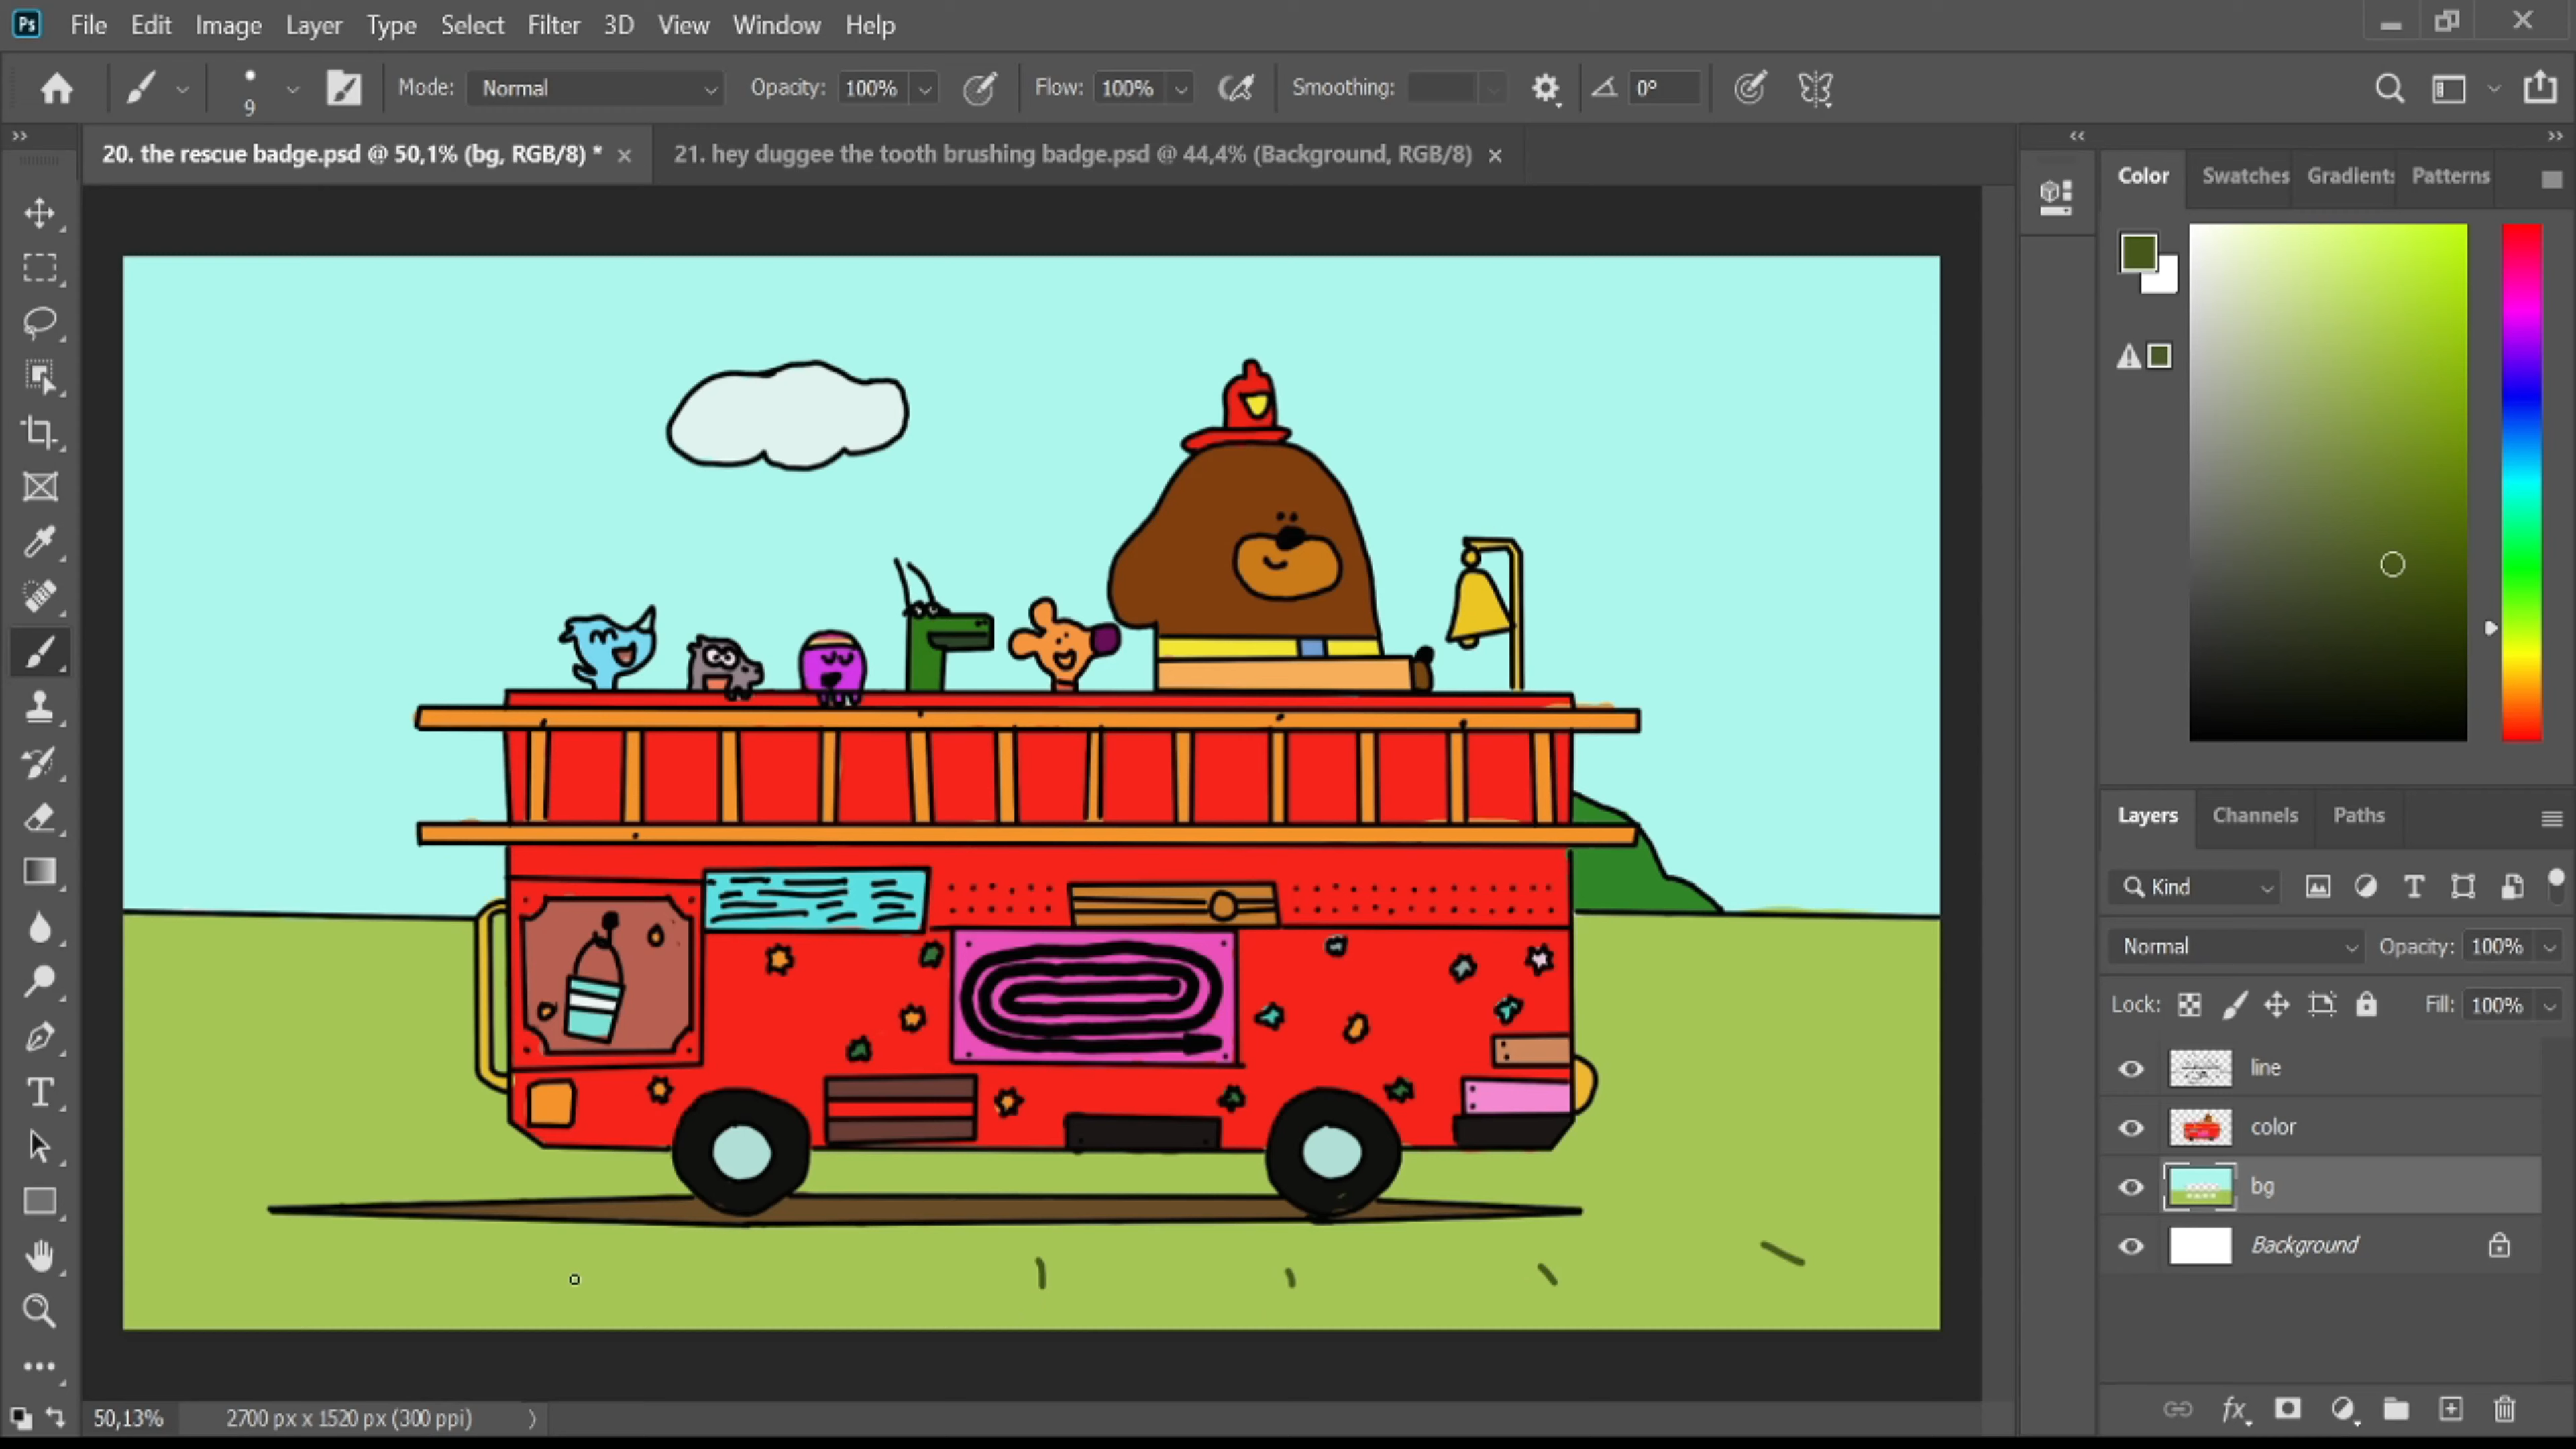 Ps File Edit Image Layer Type Select Filter 3D View Window Help
9 Mode: Normal Opacity: 100% Flow: 100% Smoothing: 0°
20. the rescue badge.psd @ 50,1% (bg, RGB/8) * × 21. hey duggee the tooth brushing badge.psd @ 44,4% (Background, RGB/8) ×
Color Swatches Gradients Patterns
Layers Channels Paths
Kind
Normal Opacity: 100%
Lock: Fill: 100%
line
color
bg
Background
50,13% 2700 px x 1520 px (300 ppi)